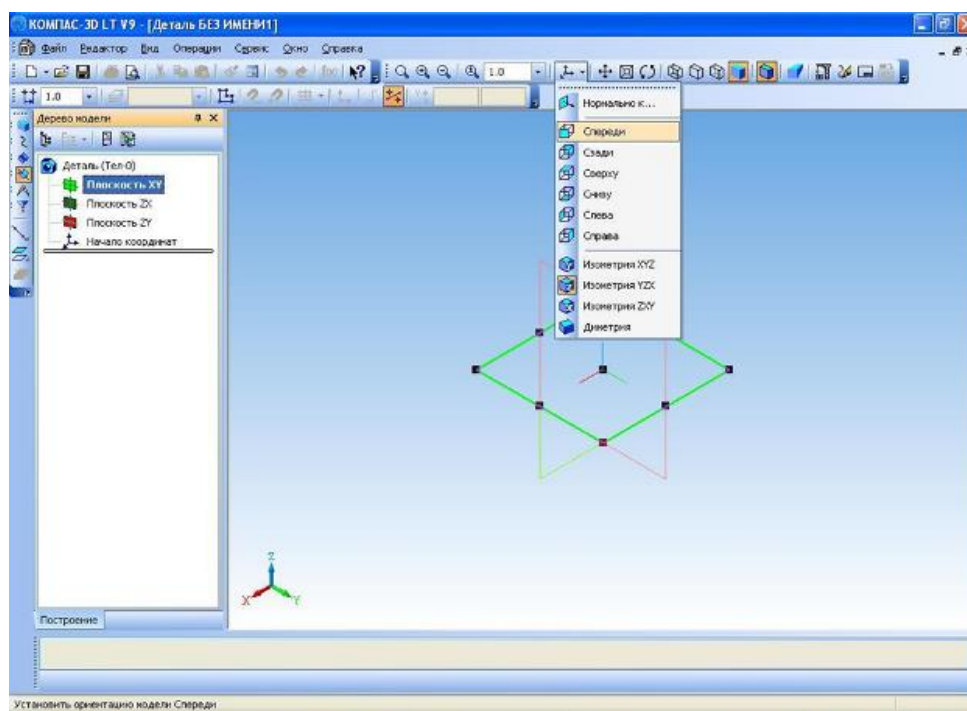 КОМПАС-3D LT V9 - [Деталь БЕЗ ИМЕНИ1]
Файл Редактор Вид Операции Сервис Окно Справка
1.0
1.0
Дерево модели
Деталь (Тел-0)
Плоскость XY
Плоскость ZX
Плоскость ZY
Начало координат
Нормально к...
Спереди
Сзади
Сверху
Снизу
Слева
Справа
Изометрия XYZ
Изометрия YZX
Изометрия ZXY
Диметрия
Z
X
Y
Построение
Установить ориентацию модели Спереди